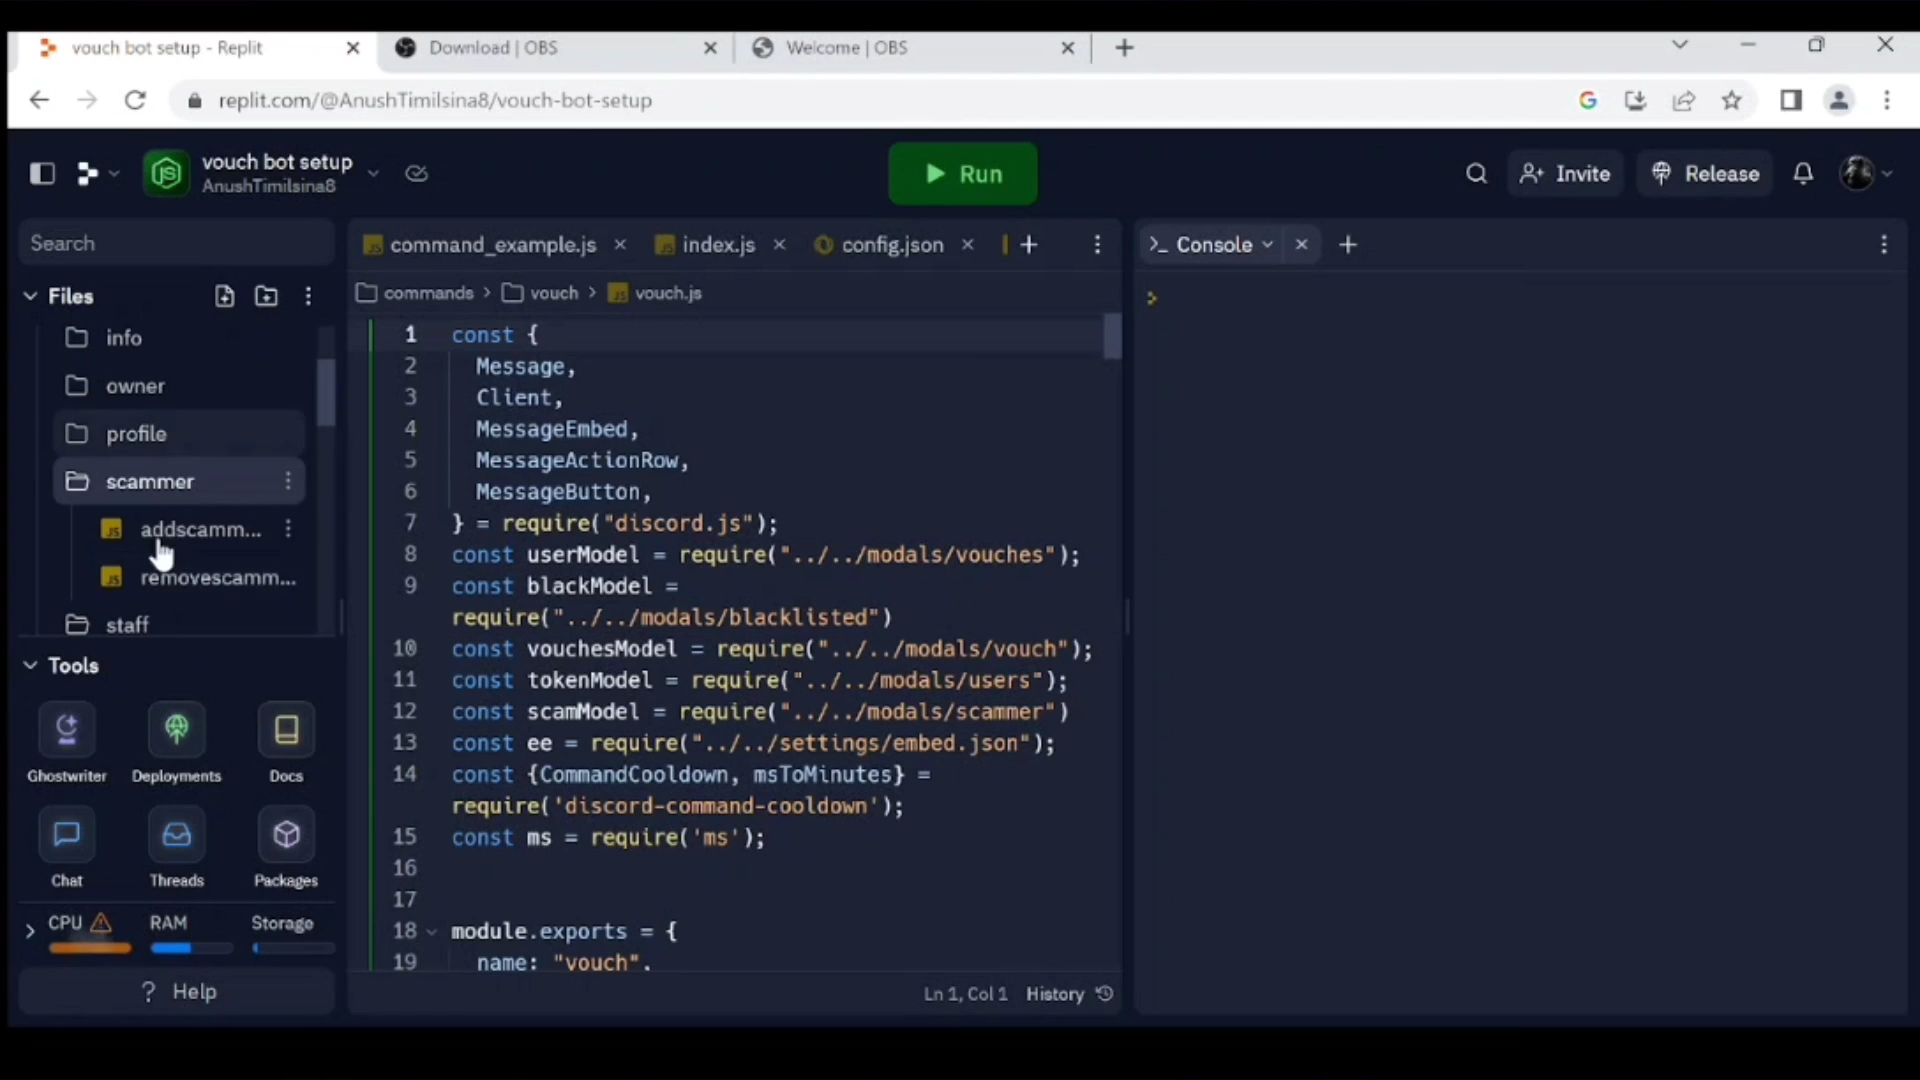 vouch bot setup - Replit
Download | OBS
Welcome | OBS
replit.com/@AnushTimilsina8/vouch-bot-setup
vouch bot setup
AnushTimilsina8
Run
Invite
Release
Search
Files
info
owner
profile
scammer
addscamm...
removescamm...
staff
Tools
Ghostwriter
Deployments
Docs
Chat
Threads
Packages
CPU
RAM
Storage
? Help
command_example.js
index.js
config.json
commands > vouch > vouch.js
1 const {
2 Message,
3 Client,
4 MessageEmbed,
5 MessageActionRow,
6 MessageButton,
7 } = require("discord.js");
8 const userModel = require("../../modals/vouches");
9 const blackModel =
require("../../modals/blacklisted")
10 const vouchesModel = require("../../modals/vouch");
11 const tokenModel = require("../../modals/users");
12 const scamModel = require("../../modals/scammer")
13 const ee = require("../../settings/embed.json");
14 const {CommandCooldown, msToMinutes} =
require('discord-command-cooldown');
15 const ms = require('ms');
16
17
18 module.exports = {
19 name: "vouch",
Ln 1, Col 1 History
>_ Console